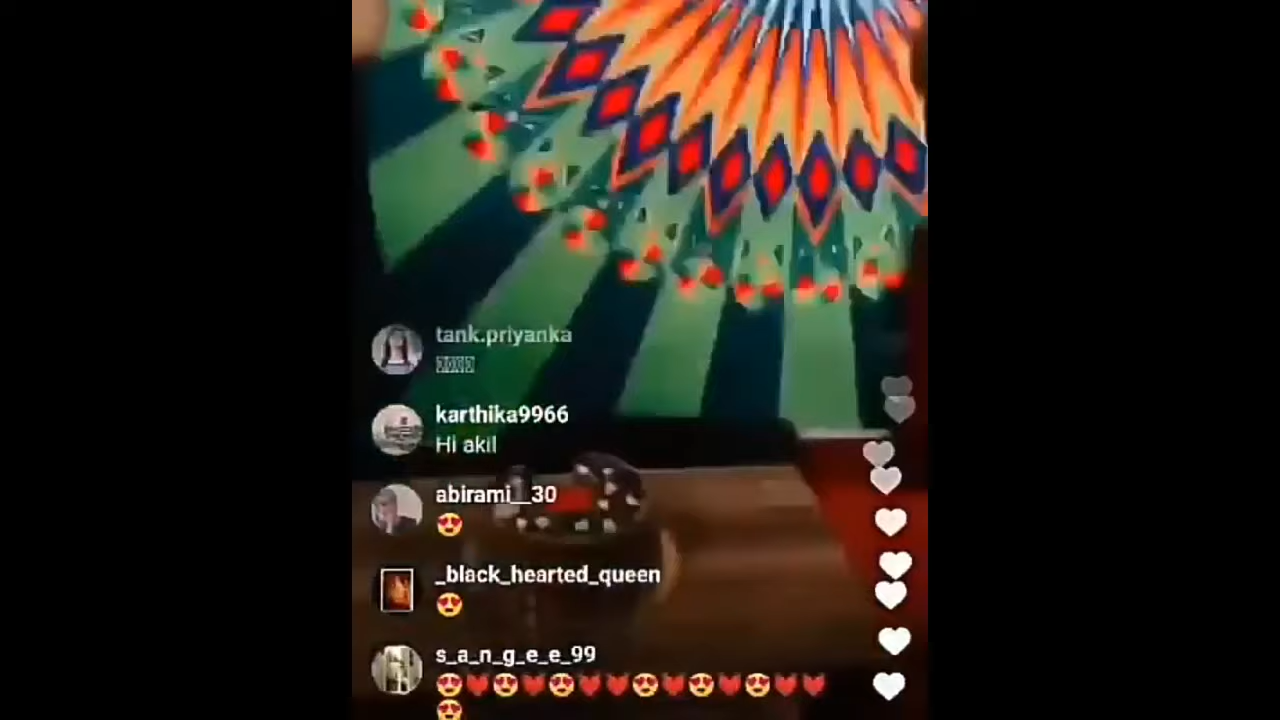 tank.priyanka
karthika9966
Hi akil
abirami__30
😍
_black_hearted_queen
😍
s_a_n_g_e_e_99
😍❤️😍❤️😍❤️❤️😍❤️😍❤️😍❤️❤️
😍